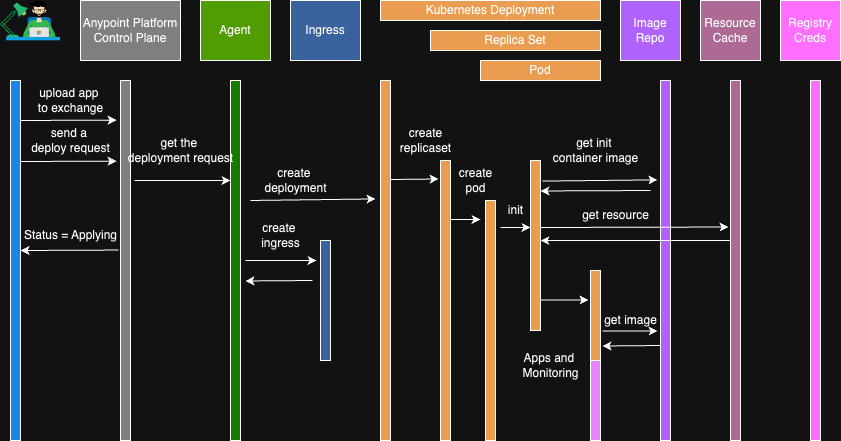 Anypoint Platform
Control Plane
Agent
Ingress
Kubernetes Deployment
Replica Set
Pod
Image
Repo
Resource
Cache
Registry
Creds
upload app
to exchange
send a
deploy request
get the
deployment request
create
deployment
create
replicaset
create
pod
get init
container image
init
get resource
Status = Applying
create
ingress
get image
Apps and
Monitoring